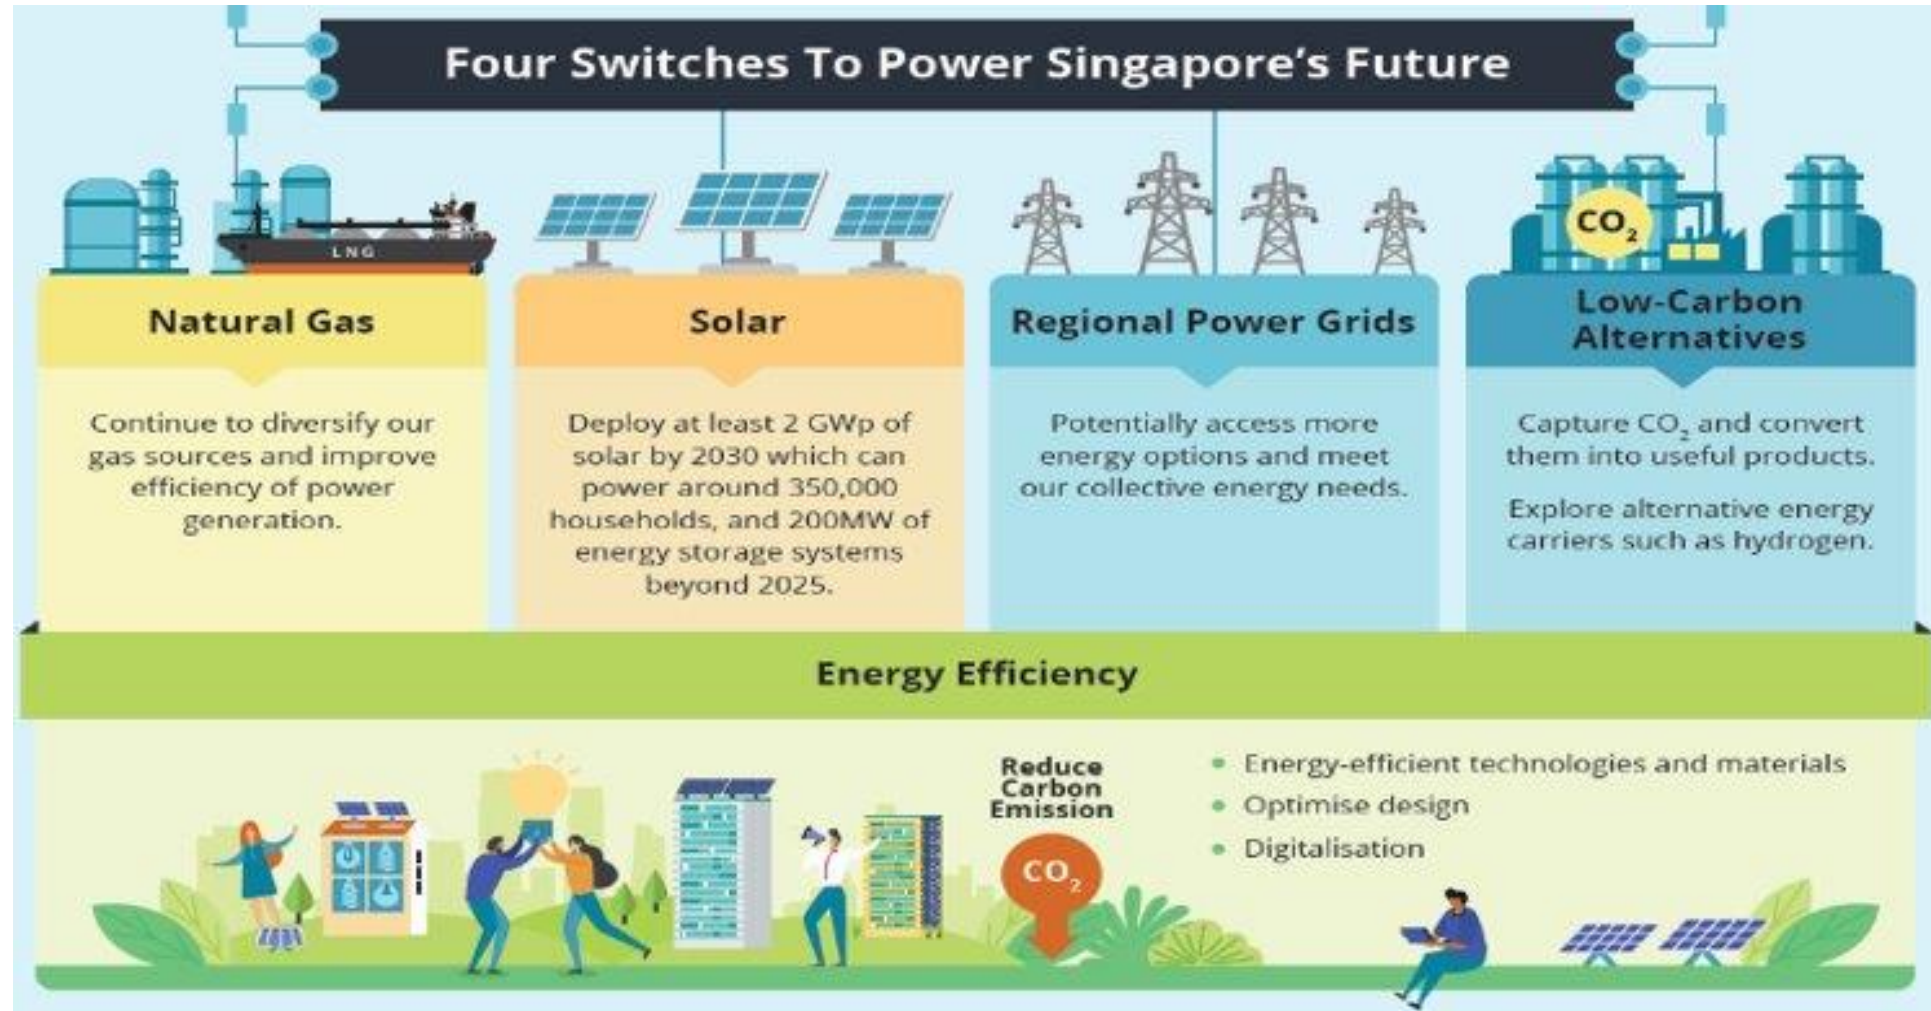 Four Switches To Power Singapore's Future
LNG
CO₂
Natural Gas
Continue to diversify our
gas sources and improve
efficiency of power
generation.
Solar
Deploy at least 2 GWp of
solar by 2030 which can
power around 350,000
households, and 200MW of
energy storage systems
beyond 2025.
Regional Power Grids
Potentially access more
energy options and meet
our collective energy needs.
Low-Carbon
Alternatives
Capture CO₂ and convert
them into useful products.
Explore alternative energy
carriers such as hydrogen.
Energy Efficiency
Reduce
Carbon
Emission
CO₂
• Energy-efficient technologies and materials
• Optimise design
• Digitalisation